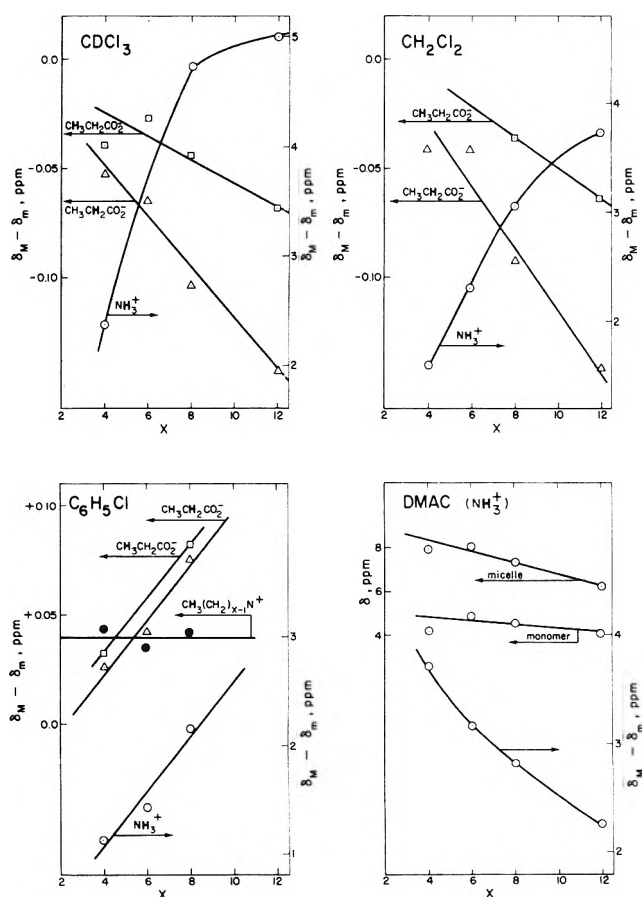 CDCl3
0.0
-0.05
-0.10
δM – δm , ppm
CH3CH2CO2-
CH3CH2CO2-
NH3+
5
4
3
2
δM – δm , ppm
2 4 6 8 10 12
X
CH2Cl2
0.0
-0.05
-0.10
δM – δm , ppm
CH3CH2CO2-
CH3CH2CO2-
NH3+
4
3
2
δM – δm , ppm
2 4 6 8 10 12
X
C6H5Cl
+0.10
+0.05
0.0
δM – δm , ppm
CH3CH2CO2-
CH3CH2CO2-
CH3(CH2)x-1N+
NH3+
3
2
1
δM – δm , ppm
2 4 6 8 10 12
X
DMAC (NH3+)
8
6
4
δ, ppm
micelle
monomer
4
3
2
δM – δm , ppm
2 4 6 8 10 12
X